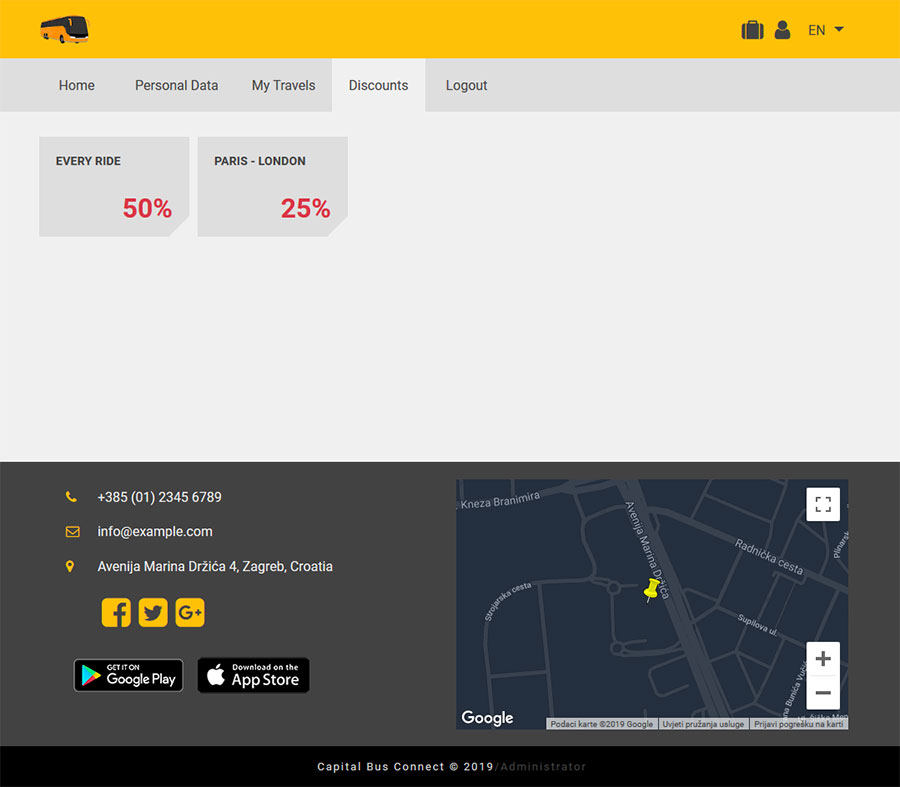 EN
Home Personal Data My Travels Discounts Logout
EVERY RIDE
50%
PARIS - LONDON
25%
+385 (01) 2345 6789
info@example.com
Avenija Marina Držića 4, Zagreb, Croatia
GET IT ON
Google Play
Download on the
App Store
Kneza Branimira
Avenija Marina Držića
Radnička cesta
Strojarska cesta
Supilova ul.
Google
Podaci karte ©2019 Google
Uvjeti pružanja usluge
Prijavi pogrešku na karti
Capital Bus Connect © 2019/Administrator